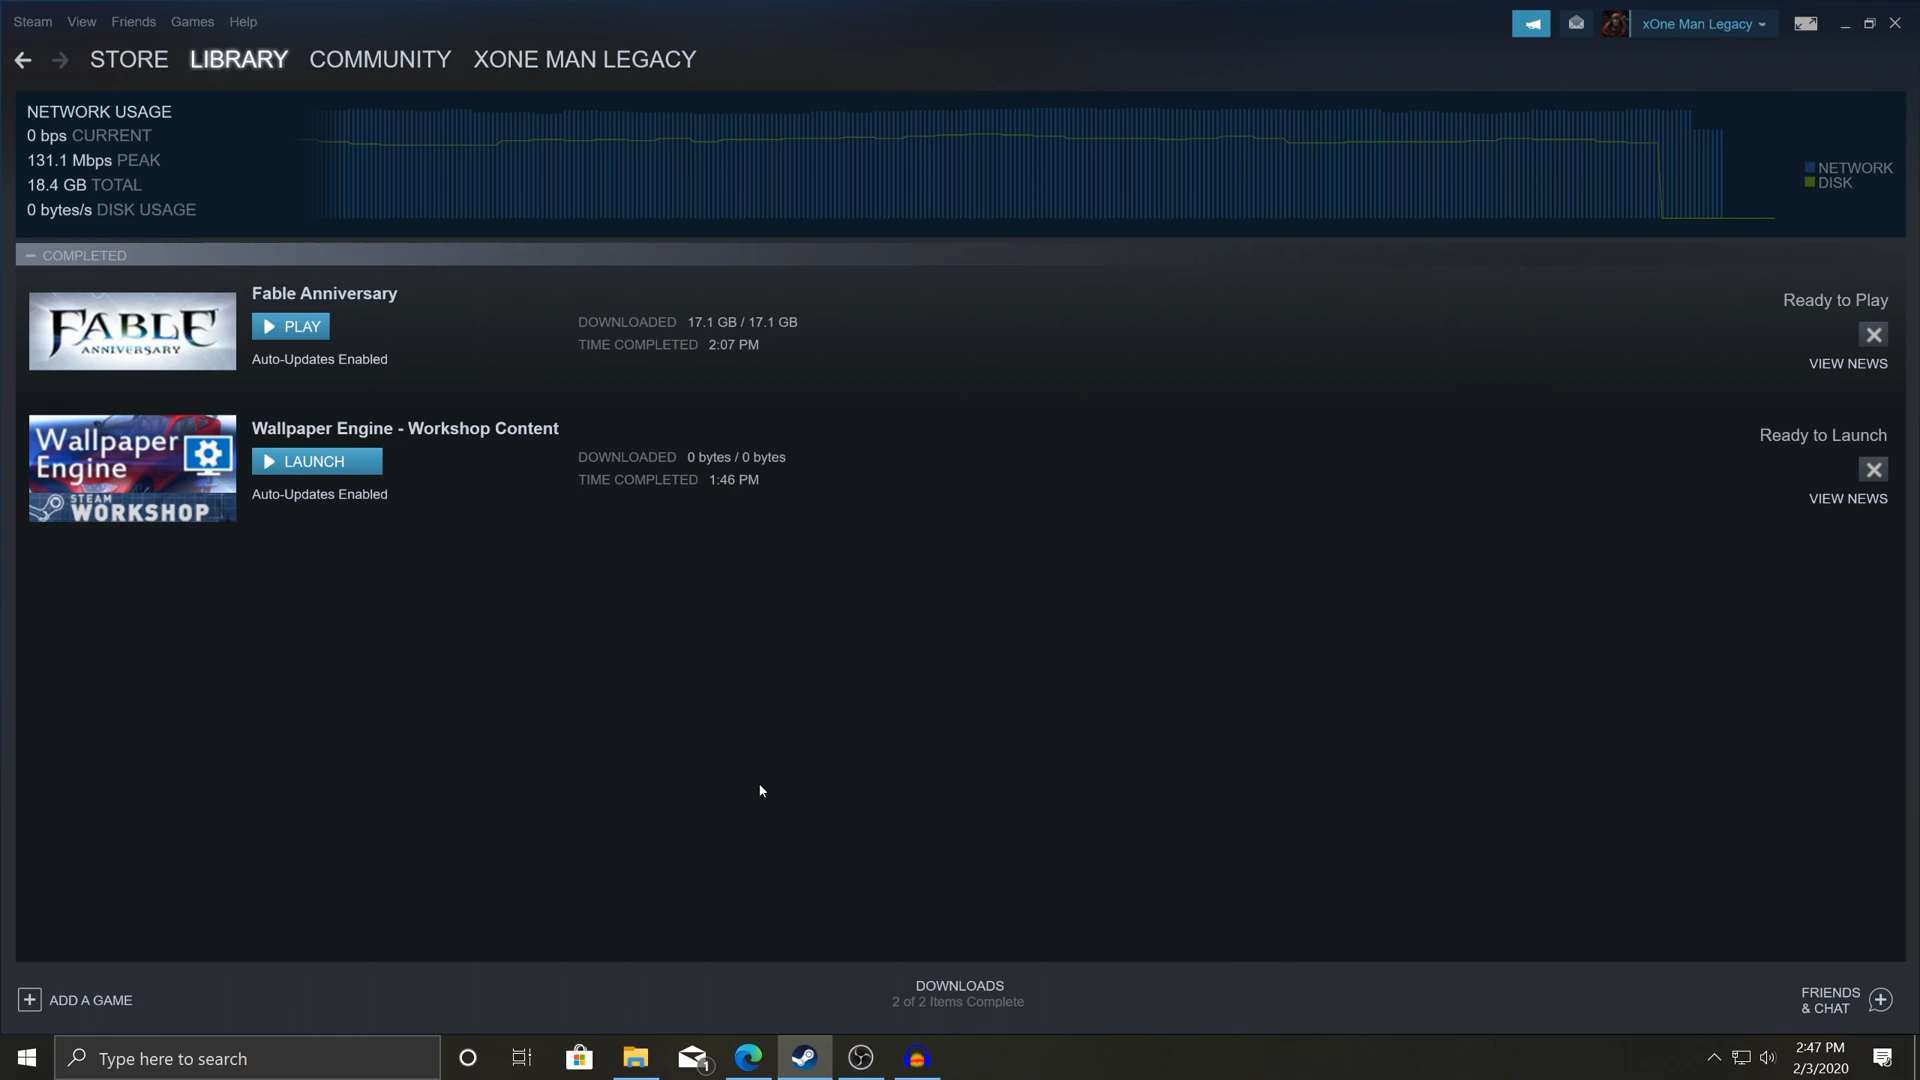 Steam View Friends Games Help
xOne Man Legacy
STORE LIBRARY COMMUNITY XONE MAN LEGACY
NETWORK USAGE
0 bps CURRENT
131.1 Mbps PEAK
18.4 GB TOTAL
0 bytes/s DISK USAGE
NETWORK
DISK
COMPLETED
FABLE
ANNIVERSARY
Fable Anniversary
PLAY
Auto-Updates Enabled
DOWNLOADED 17.1 GB / 17.1 GB
TIME COMPLETED 2:07 PM
Ready to Play
VIEW NEWS
Wallpaper
Engine
STEAM
WORKSHOP
Wallpaper Engine - Workshop Content
LAUNCH
Auto-Updates Enabled
DOWNLOADED 0 bytes / 0 bytes
TIME COMPLETED 1:46 PM
Ready to Launch
VIEW NEWS
ADD A GAME
DOWNLOADS
2 of 2 Items Complete
FRIENDS
& CHAT
Type here to search
1
2:47 PM
2/3/2020